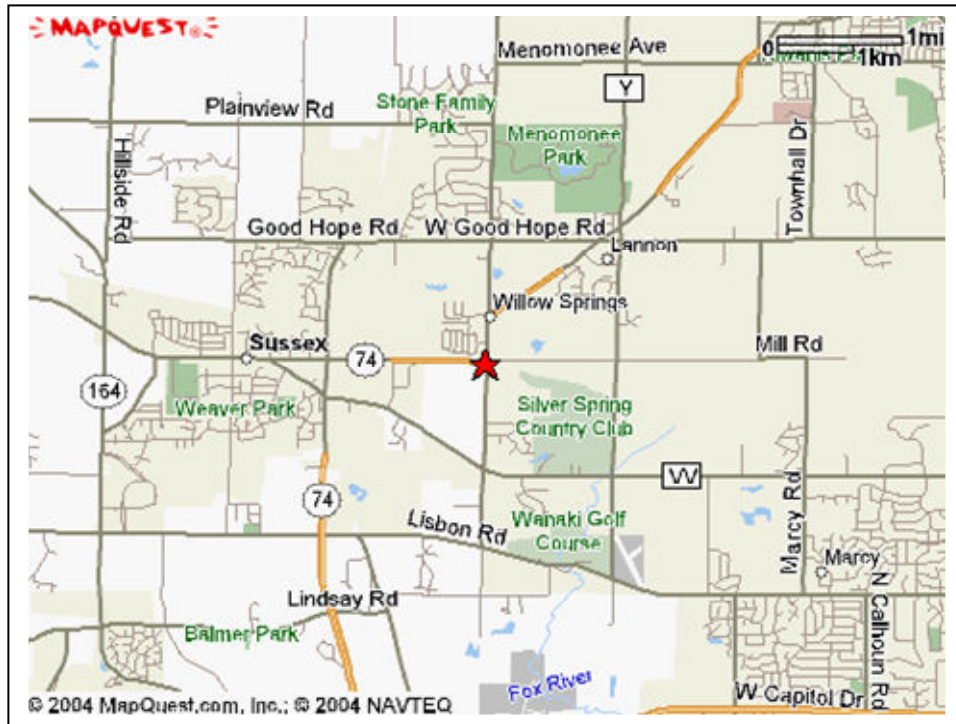 MAPQUEST
0 1mi
1km
Menomonee Ave
Y
Plainview Rd
Stone Family
Park
Menomonee
Park
Townhall Dr
Hillside Rd
Good Hope Rd
W Good Hope Rd
Lannon
Willow Springs
Sussex
74
Mill Rd
164
Weaver Park
Silver Spring
Country Club
VV
74
Lisbon Rd
Wanaki Golf
Course
Marcy Rd
Marcy
Lindsay Rd
Balmer Park
N Calhoun Rd
Fox River
W Capitol Dr
© 2004 MapQuest.com, Inc.; © 2004 NAVTEQ